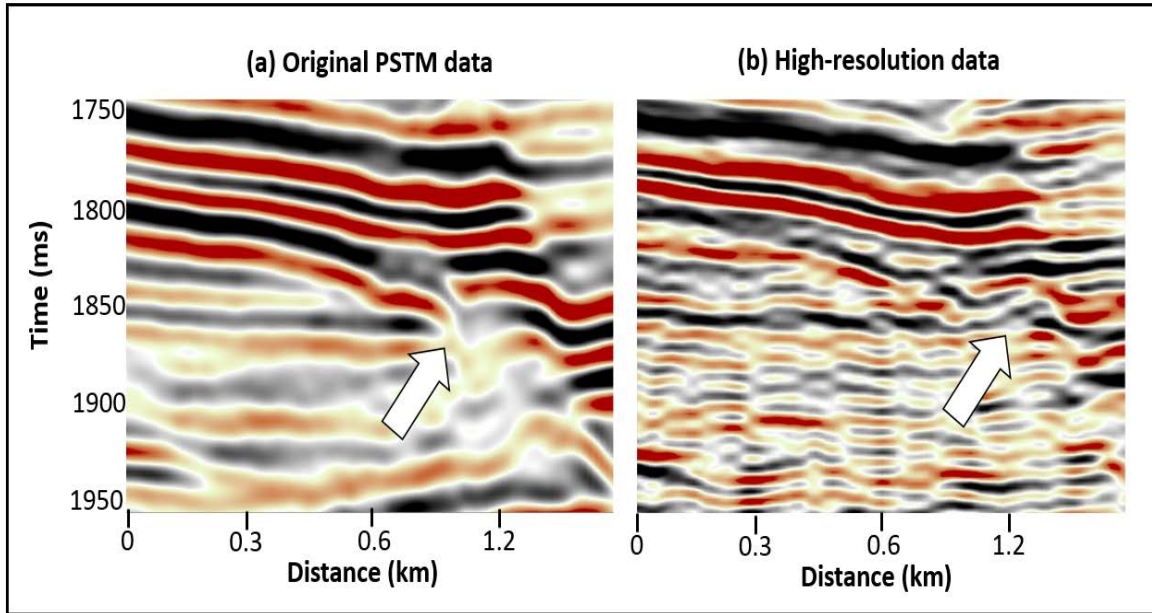 (a) Original PSTM data
(b) High-resolution data
Time (ms)
1750
1800
1850
1900
1950
0 0.3 0.6 1.2
0 0.3 0.6 1.2
Distance (km)
Distance (km)